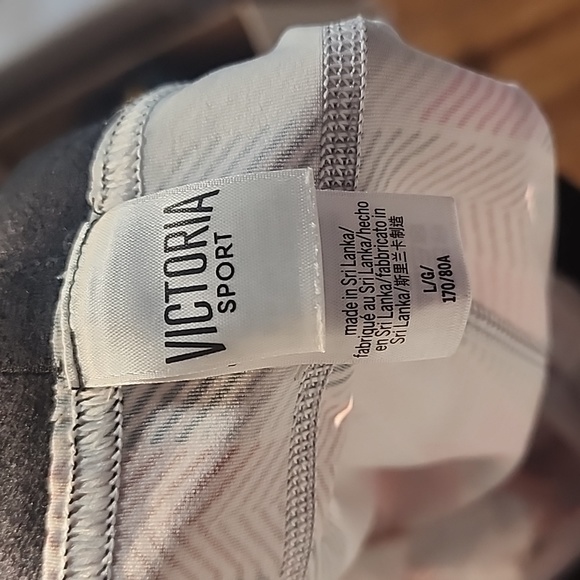 VICTORIA
SPORT
made in Sri Lanka/
fabriqué au Sri Lanka/hecho
en Sri Lanka/fabbricato in
Sri Lanka/斯里兰卡制造
L/G/
170/80A